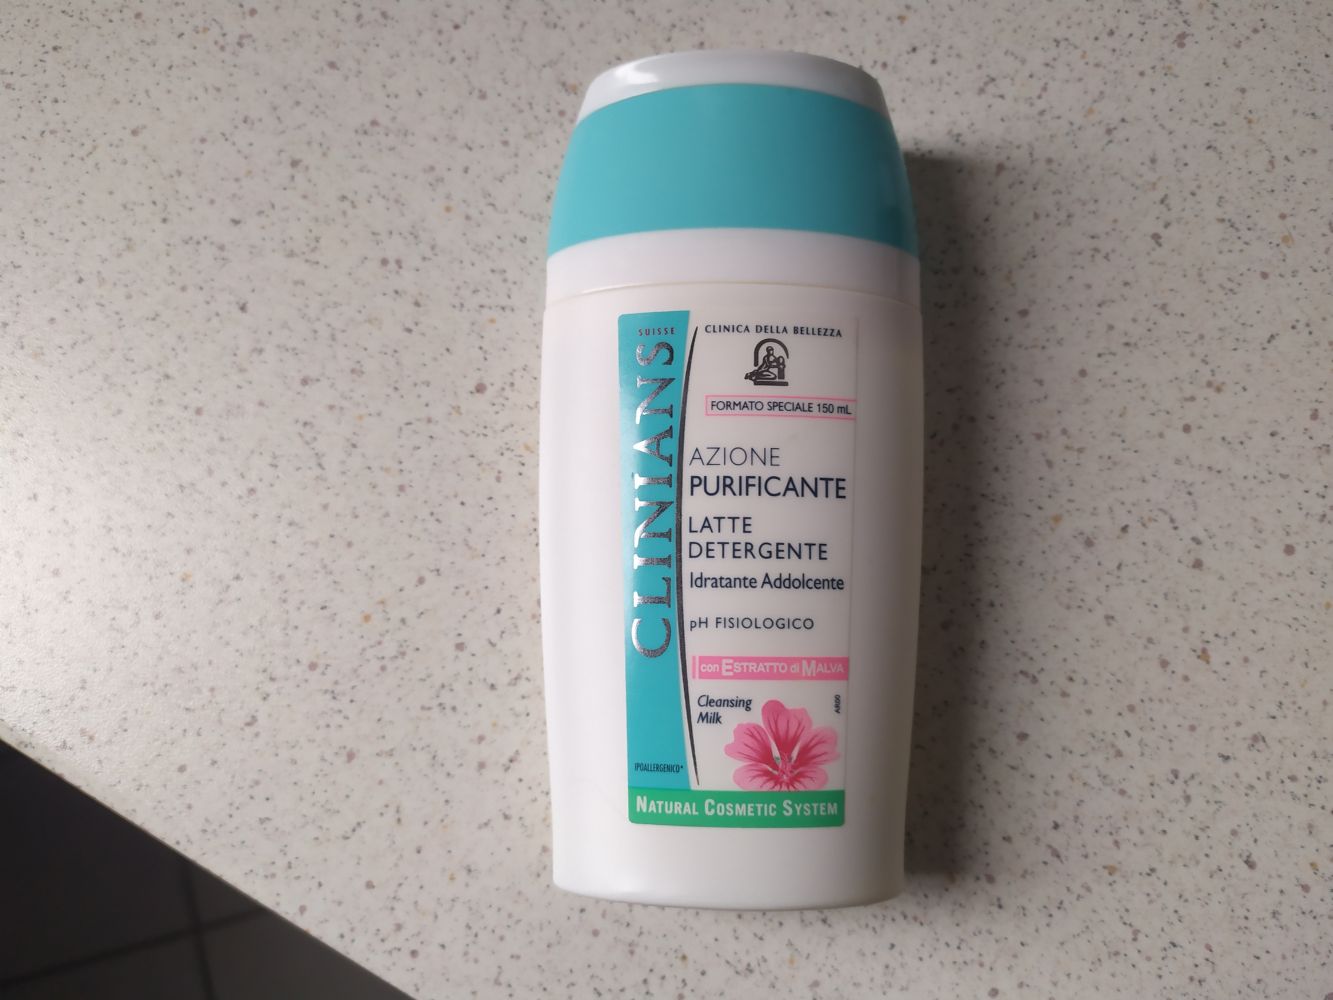 SUISSE
CLINIANS
CLINICA DELLA BELLEZZA
FORMATO SPECIALE 150 mL
AZIONE
PURIFICANTE
LATTE
DETERGENTE
Idratante Addolcente
pH FISIOLOGICO
con ESTRATTO di MALVA
Cleansing
Milk
IPOALLERGENICO*
NATURAL COSMETIC SYSTEM